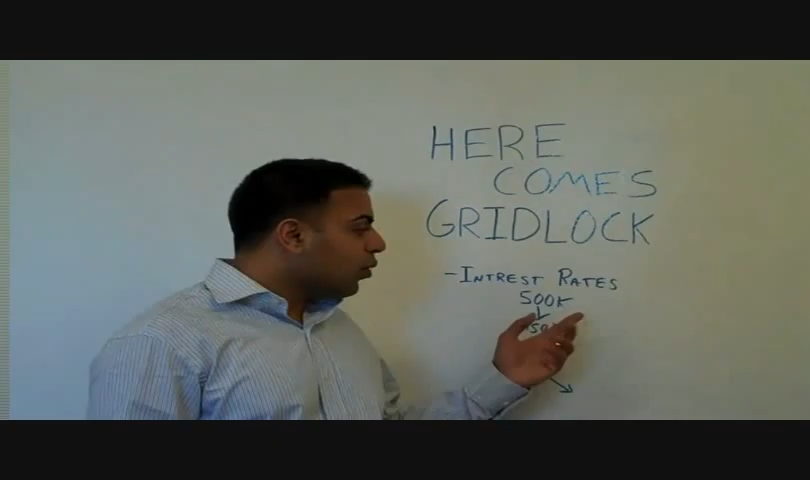 HERE
COMES
GRIDLOCK
- INTREST RATES
500K